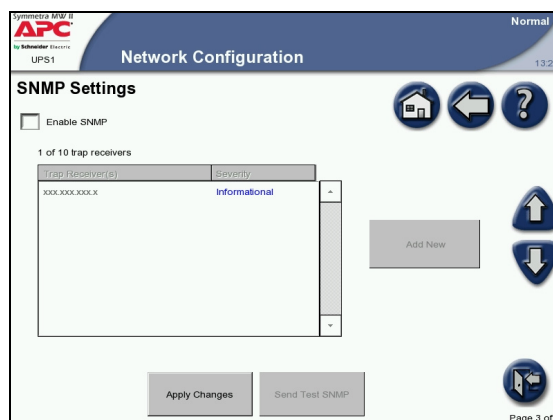 Symmetra MW II
APC
by Schneider Electric
UPS1
Network Configuration
Normal
13:2
SNMP Settings
Enable SNMP
1 of 10 trap receivers
Trap Receiver(s) Severity
xxx.xxx.xxx.x Informational
Add New
Apply Changes
Send Test SNMP
Page 3 of